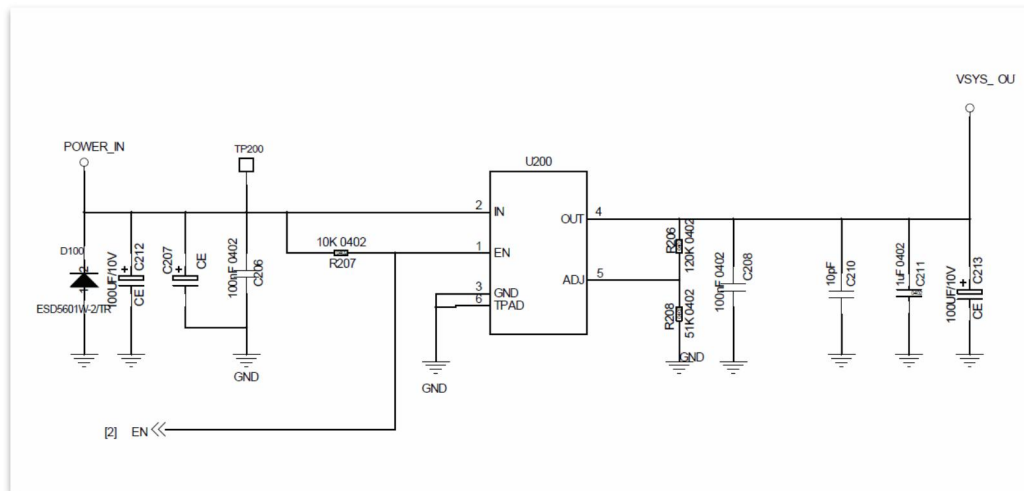 VSYS_ OU
POWER_IN
TP200
U200
2
IN
OUT
4
10K 0402
R207
1
EN
ADJ
5
3
GND
6
TPAD
D100
2
1
ESD5601W-2/TR
100UF/10V
+
C212
CE
C207
+
CE
100nF 0402
C206
GND
GND
R206
120K 0402
R208
51K 0402
GND
100nF 0402
C208
10pF
C210
1uF 0402
C211
100UF/10V
+
C213
CE
[2] EN